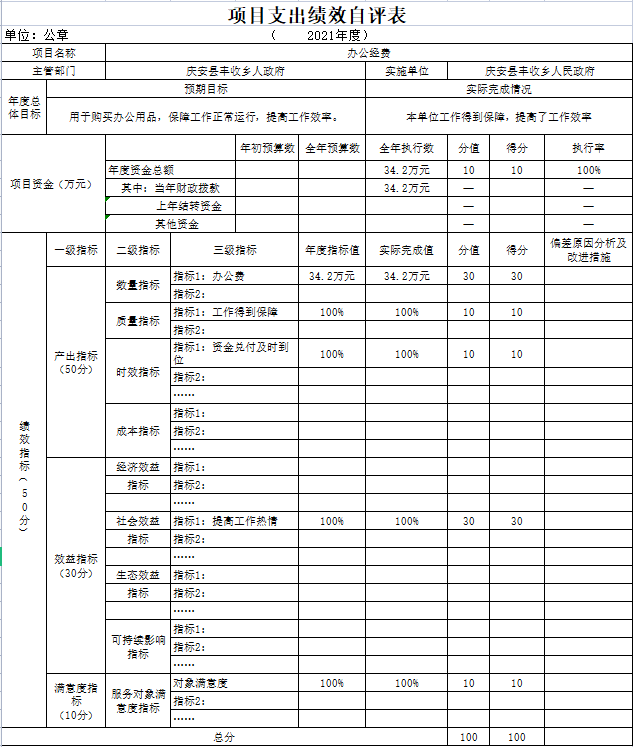 项目支出绩效自评表
单位：公章 （ 2021年度）
项目名称 办公经费
主管部门 庆安县丰收乡人政府 实施单位 庆安县丰收乡人民政府
年度总体目标 预期目标 实际完成情况
用于购买办公用品，保障工作正常运行，提高工作效率。 本单位工作得到保障，提高了工作效率
项目资金（万元） 年初预算数 全年预算数 全年执行数 分值 得分 执行率
年度资金总额 34.2万元 10 10 100%
其中：当年财政拨款 34.2万元 — —
上年结转资金 — —
其他资金 — —
绩效指标（50分） 一级指标 二级指标 三级指标 年度指标值 实际完成值 分值 得分 偏差原因分析及改进措施
产出指标（50分） 数量指标 指标1：办公费 34.2万元 34.2万元 30 30
指标2：
质量指标 指标1：工作得到保障 100% 100% 10 10
指标2：
时效指标 指标1：资金兑付及时到位 100% 100% 10 10
指标2：
……
成本指标 指标1：
指标2：
……
效益指标（30分） 经济效益指标 指标1：
指标2：
……
社会效益指标 指标1：提高工作热情 100% 100% 30 30
指标2：
……
生态效益指标 指标1：
指标2：
……
可持续影响指标 指标1：
指标2：
……
满意度指标（10分） 服务对象满意度指标 对象满意度 100% 100% 10 10
指标2：
……
总分 100 100